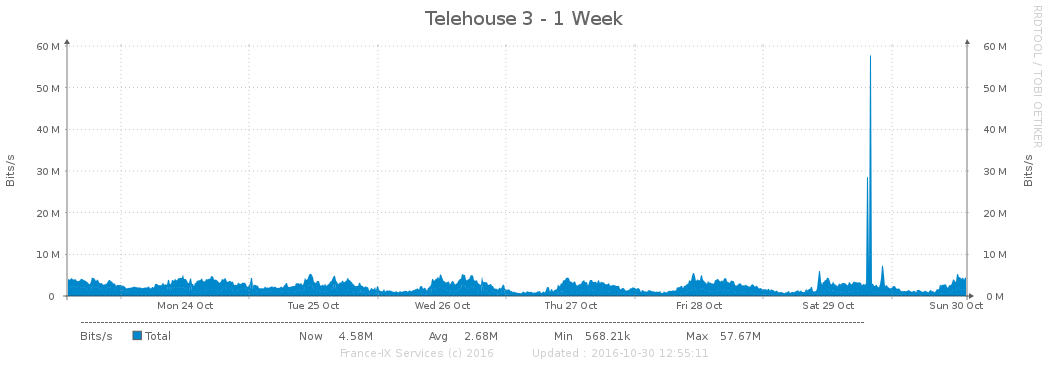 Telehouse 3 - 1 Week
RRDTOOL / TOBI OETIKER
Bits/s
60 M
50 M
40 M
30 M
20 M
10 M
0
60 M
50 M
40 M
30 M
20 M
10 M
0 M
Bits/s
Mon 24 Oct Tue 25 Oct Wed 26 Oct Thu 27 Oct Fri 28 Oct Sat 29 Oct Sun 30 Oct
Bits/s Total Now 4.58M Avg 2.68M Min 568.21k Max 57.67M
France-IX Services (c) 2016 Updated : 2016-10-30 12:55:11